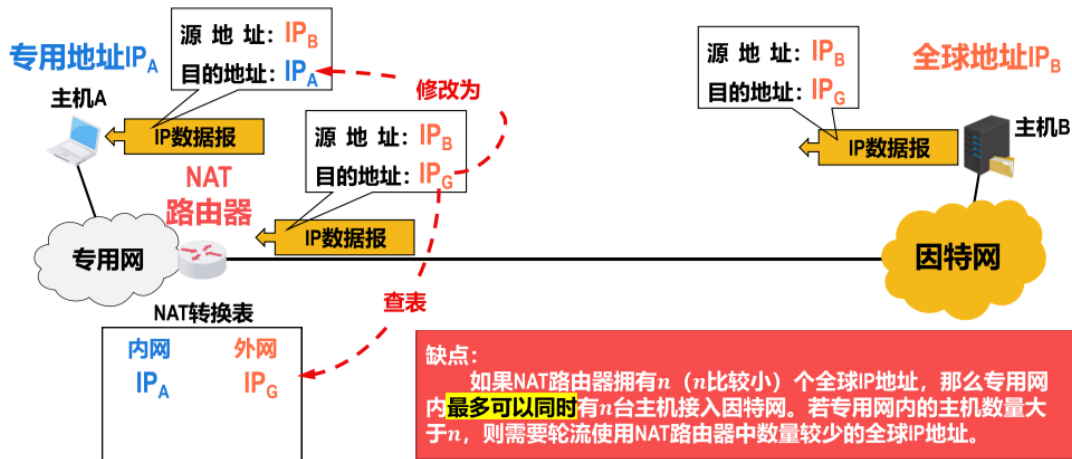 专用地址IPA
主机A
源 地 址：IPB
目的地址：IPA
IP数据报
修改为
源 地 址：IPB
目的地址：IPG
IP数据报
源 地 址：IPB
目的地址：IPG
IP数据报
全球地址IPB
主机B
NAT
路由器
专用网
因特网
查表
NAT转换表
内网 外网
IPA IPG
缺点：
如果NAT路由器拥有n（n比较小）个全球IP地址，那么专用网
内最多可以同时有n台主机接入因特网。若专用网内的主机数量大
于n，则需要轮流使用NAT路由器中数量较少的全球IP地址。